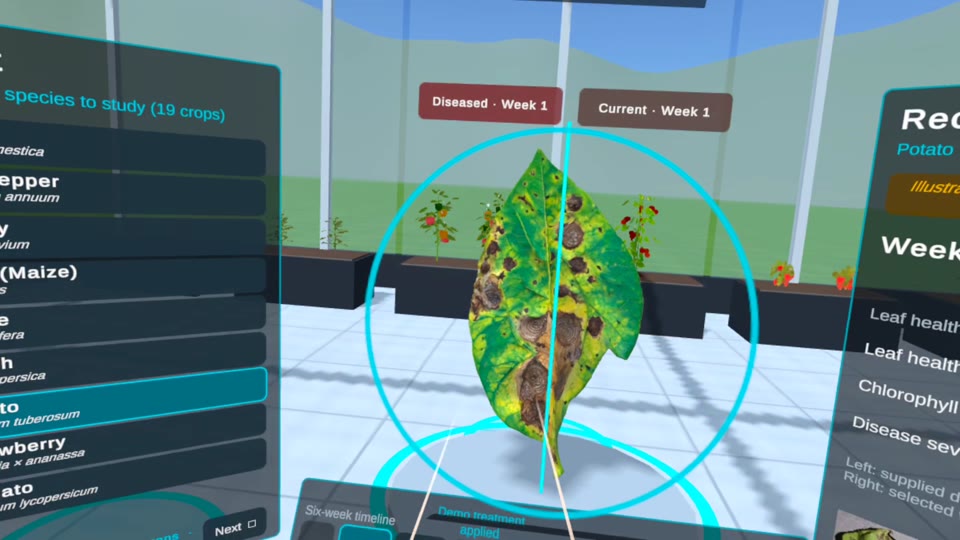 species to study (19 crops)
nestica
epper
annuum
y
vium
(Maize)
s
e
fera
h
persica
to
m tuberosum
wberry
ia × ananassa
ato
um lycopersicum
Next
Diseased · Week 1
Current · Week 1
Six-week timeline
Demo treatment
applied
Rec
Potato
Illustra
Week
Leaf health
Leaf health
Chlorophyll
Disease sev
Left: supplied d
Right: selected